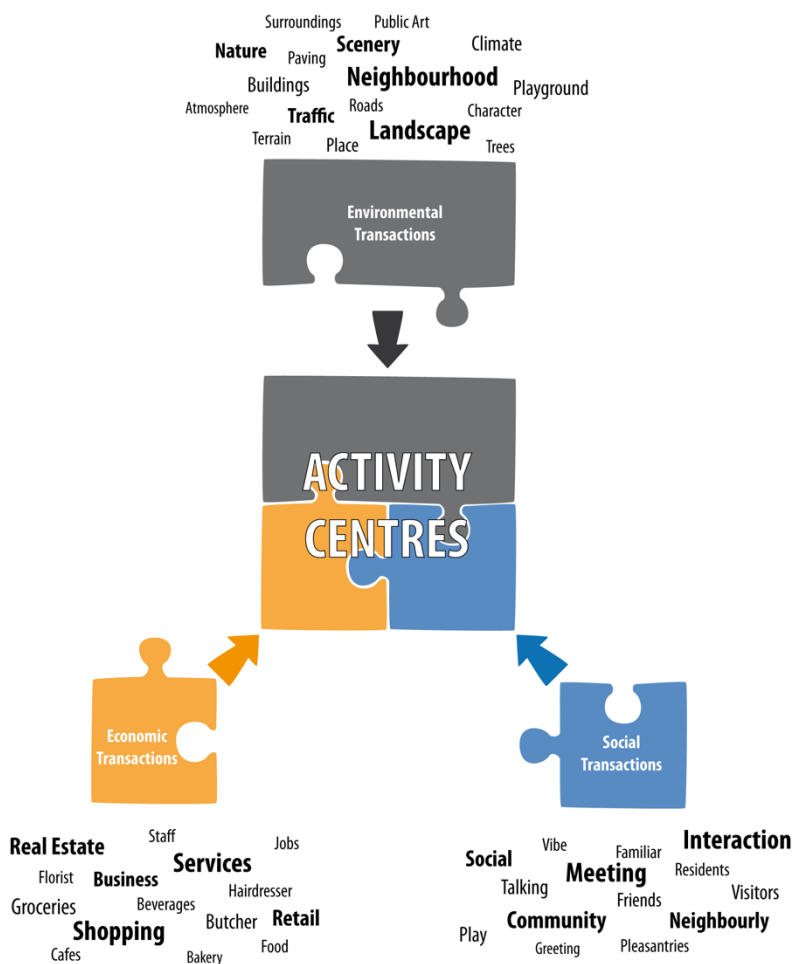 Surroundings Public Art
Nature Paving Scenery Climate
Buildings Neighbourhood Playground
Atmosphere Traffic Roads Character
Terrain Place Landscape Trees
Environmental
Transactions
ACTIVITY
CENTRES
Economic
Transactions
Social
Transactions
Real Estate Staff Services Jobs
Florist Business Hairdresser
Groceries Beverages Butcher Retail
Shopping Food
Cafes Bakery
Social Vibe Familiar Interaction
Talking Meeting Friends Residents Visitors
Play Community Neighbourly
Greeting Pleasantries